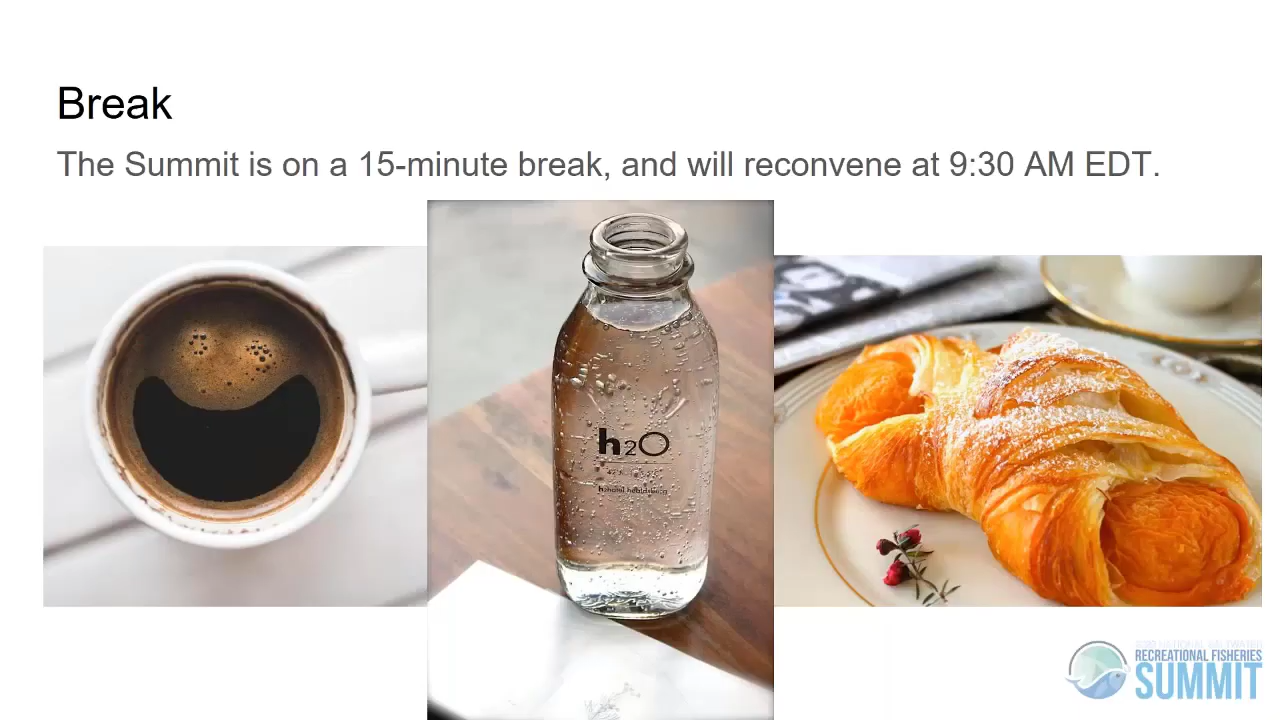 Break
The Summit is on a 15-minute break, and will reconvene at 9:30 AM EDT.
h2O
RECREATIONAL FISHERIES
SUMMIT